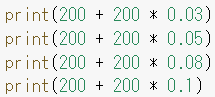 print(200 + 200 * 0.03)
print(200 + 200 * 0.05)
print(200 + 200 * 0.08)
print(200 + 200 * 0.1)